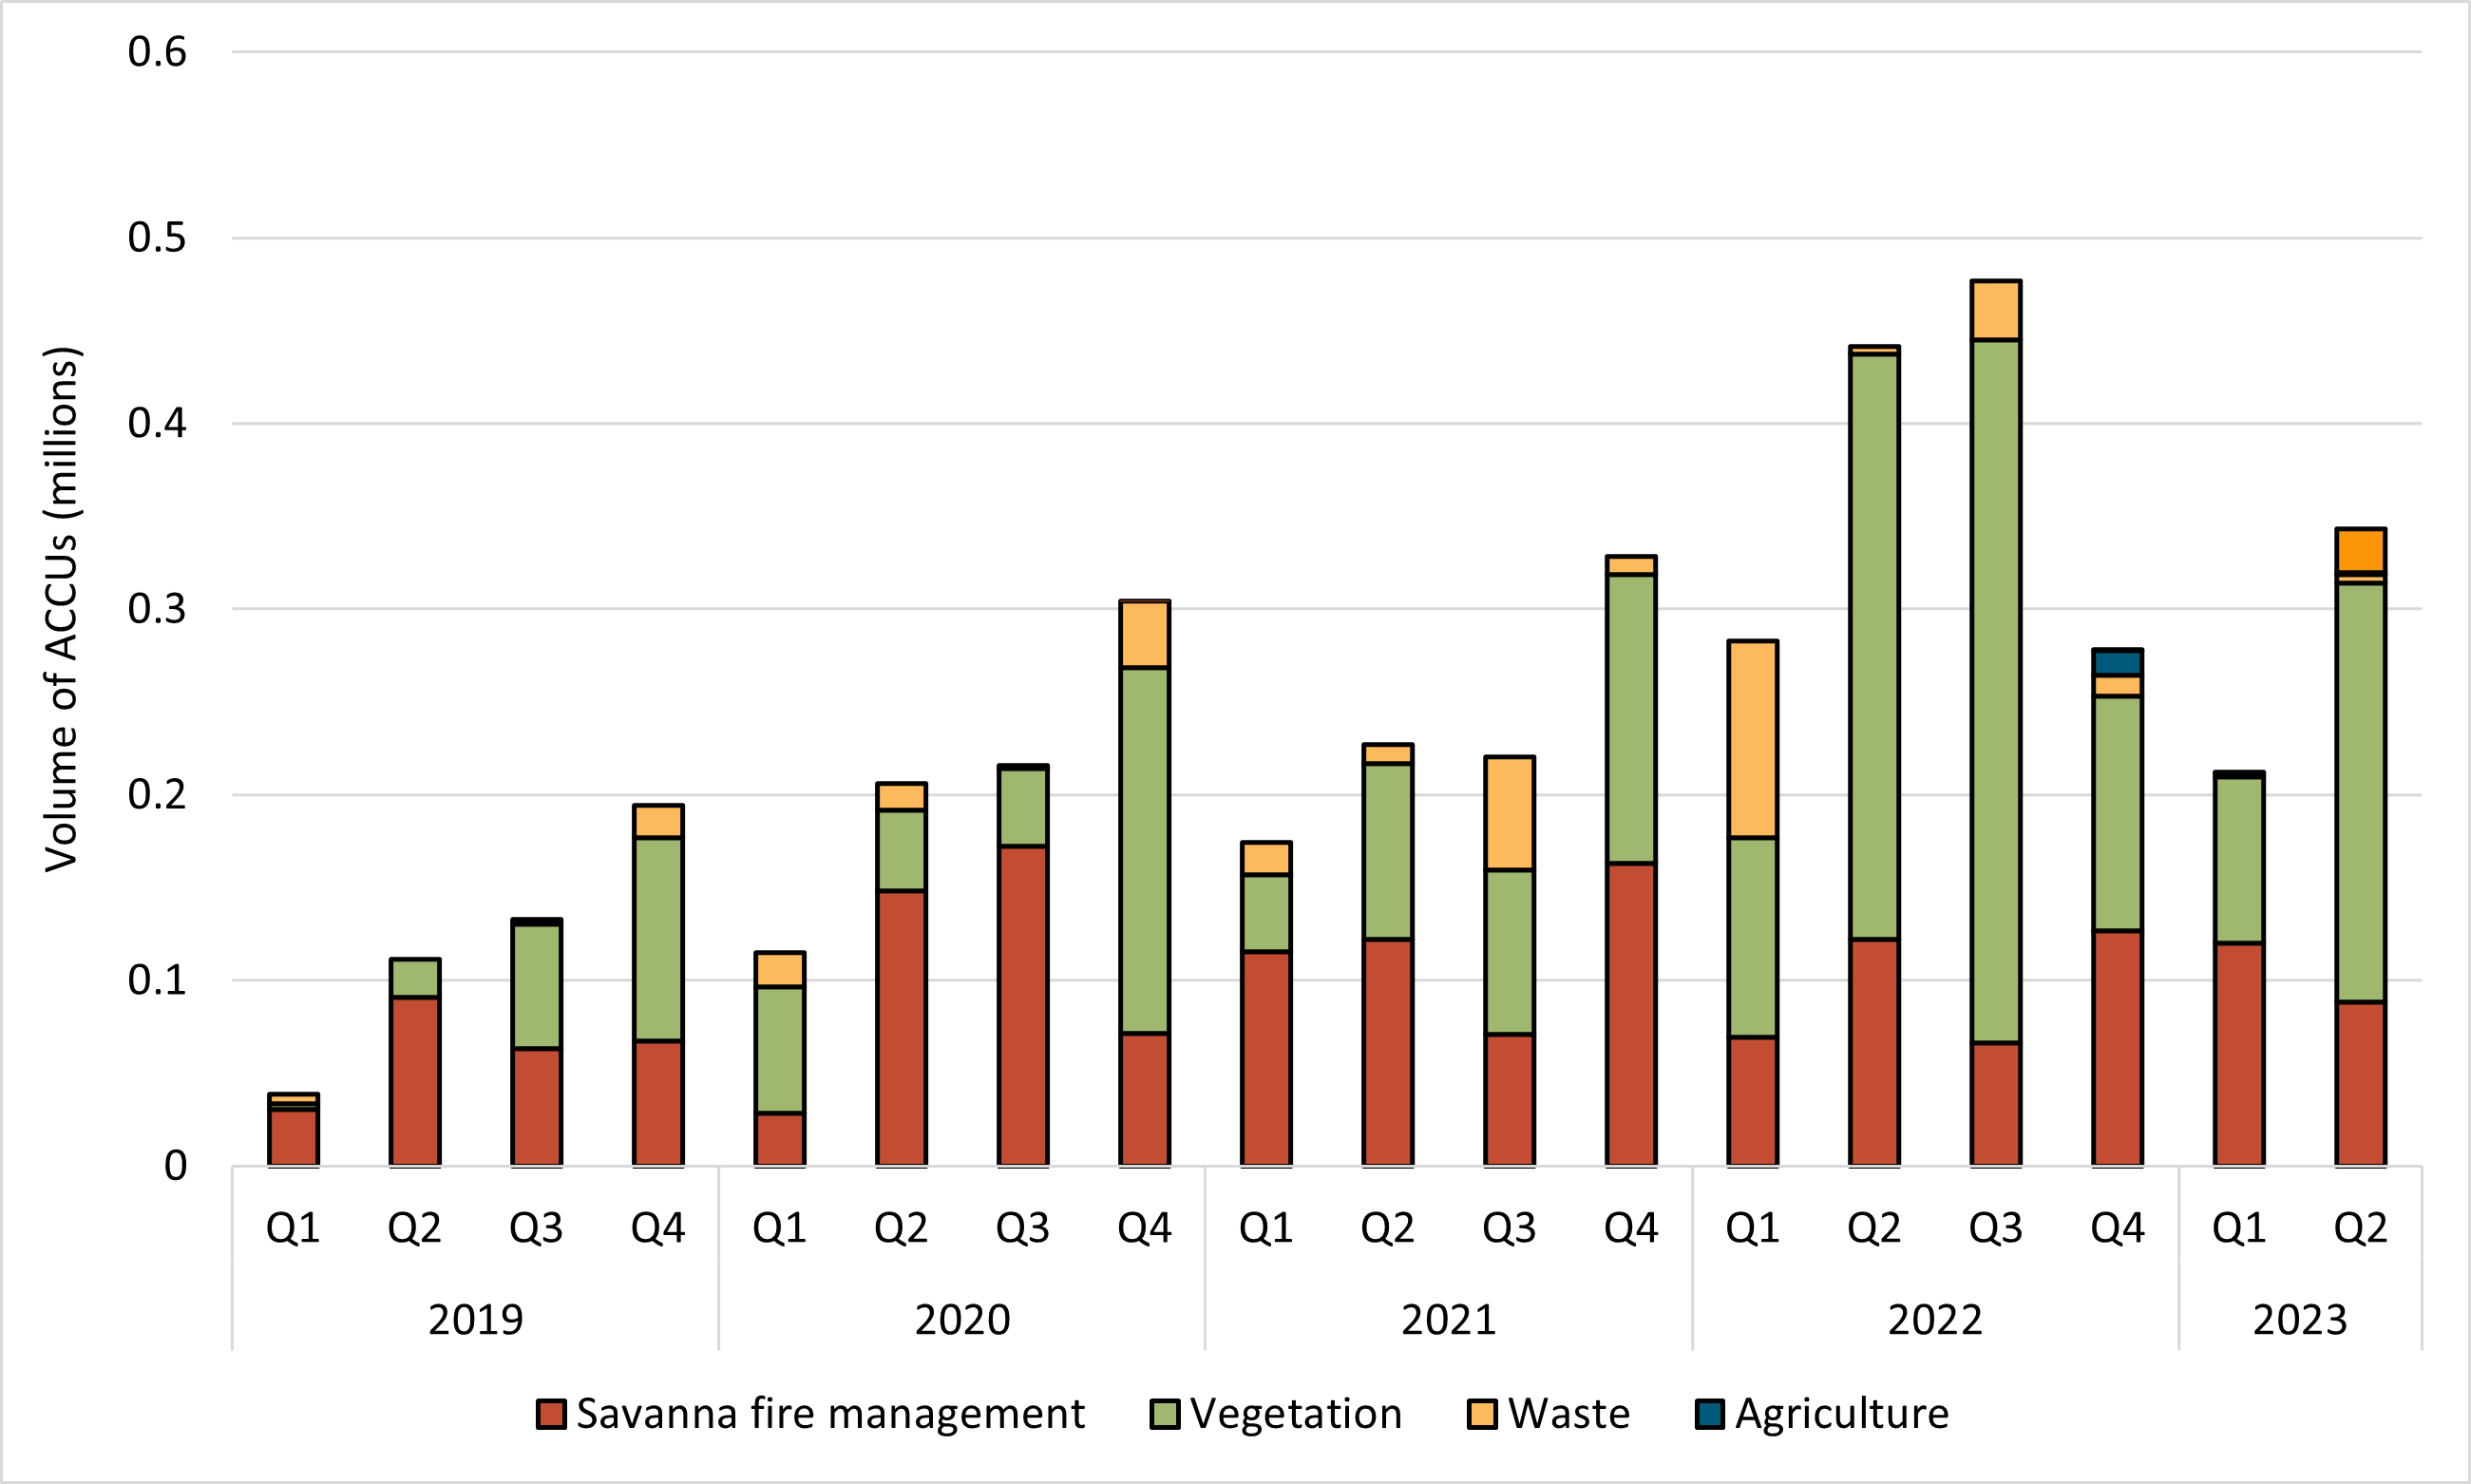 Volume of ACCUs (millions)
0.6
0.5
0.4
0.3
0.2
0.1
0
Q1 Q2 Q3 Q4 Q1 Q2 Q3 Q4 Q1 Q2 Q3 Q4 Q1 Q2 Q3 Q4 Q1 Q2
2019 2020 2021 2022 2023
Savanna fire management Vegetation Waste Agriculture